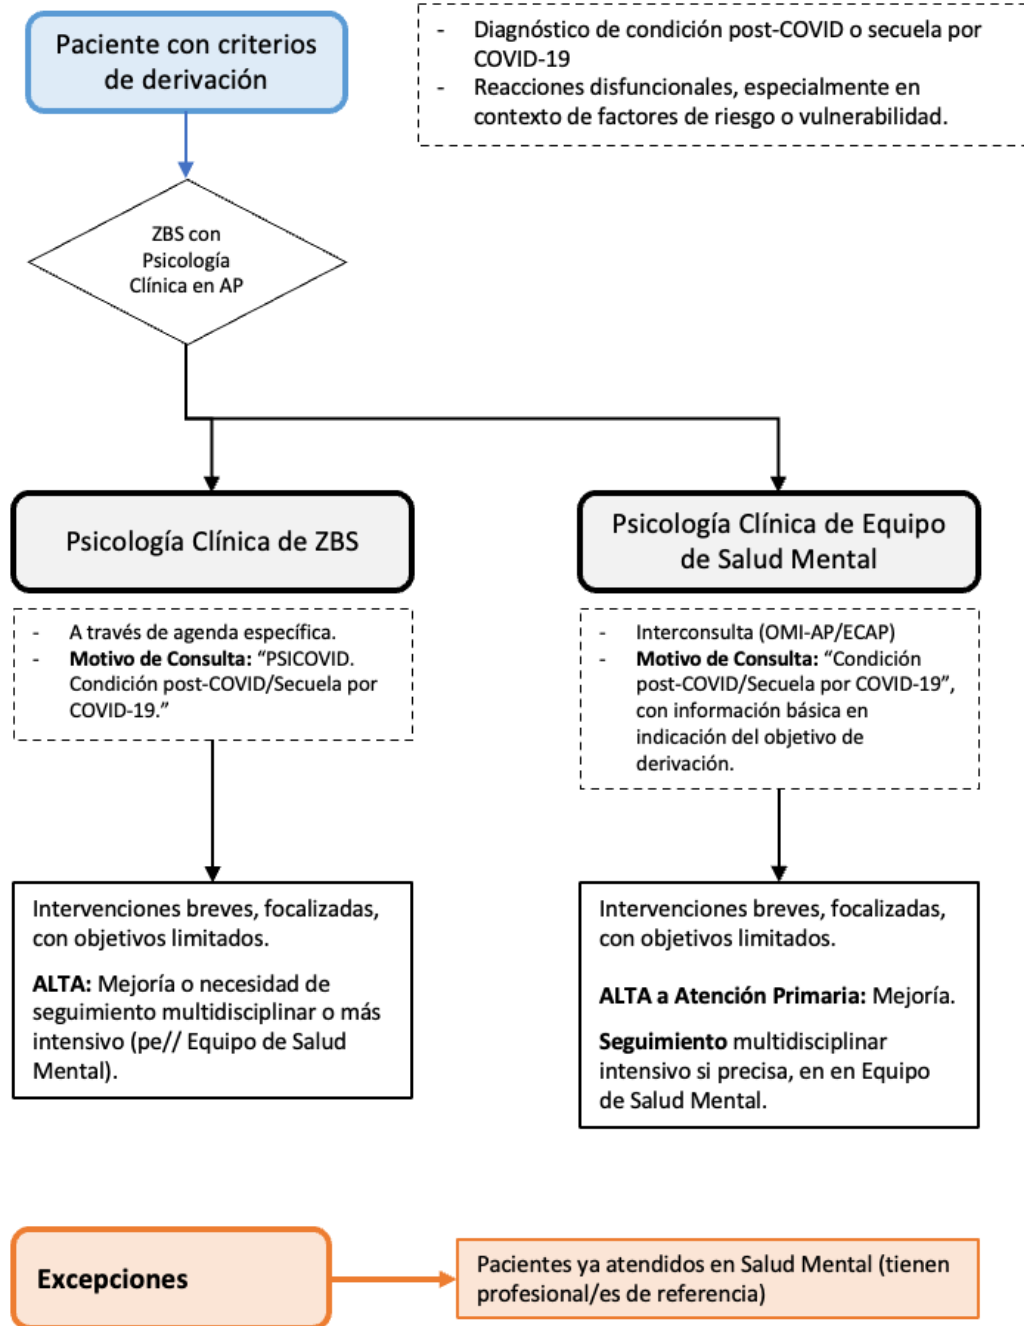 Paciente con criterios
de derivación
- Diagnóstico de condición post-COVID o secuela por
COVID-19
- Reacciones disfuncionales, especialmente en
contexto de factores de riesgo o vulnerabilidad.
ZBS con
Psicología
Clínica en AP
Psicología Clínica de ZBS
- A través de agenda específica.
- Motivo de Consulta: “PSICOVID.
Condición post-COVID/Secuela por
COVID-19.”
Intervenciones breves, focalizadas,
con objetivos limitados.
ALTA: Mejoría o necesidad de
seguimiento multidisciplinar o más
intensivo (pe// Equipo de Salud
Mental).
Psicología Clínica de Equipo
de Salud Mental
- Interconsulta (OMI-AP/ECAP)
- Motivo de Consulta: “Condición
post-COVID/Secuela por COVID-19”,
con información básica en
indicación del objetivo de
derivación.
Intervenciones breves, focalizadas,
con objetivos limitados.
ALTA a Atención Primaria: Mejoría.
Seguimiento multidisciplinar
intensivo si precisa, en en Equipo
de Salud Mental.
Excepciones
Pacientes ya atendidos en Salud Mental (tienen
profesional/es de referencia)